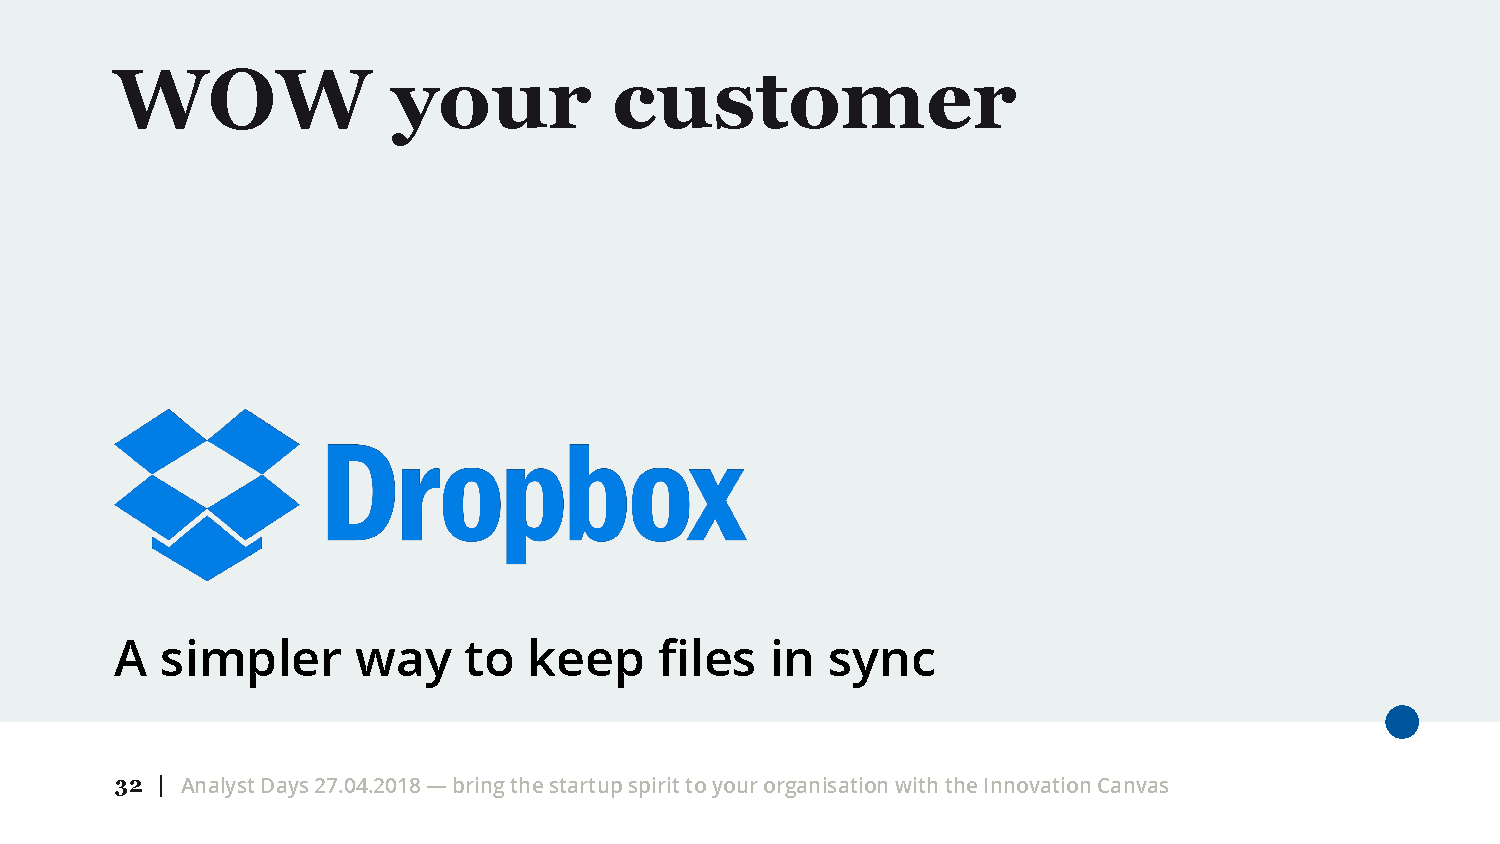 WOW your customer
Dropbox
A simpler way to keep files in sync
32 | Analyst Days 27.04.2018 — bring the startup spirit to your organisation with the Innovation Canvas